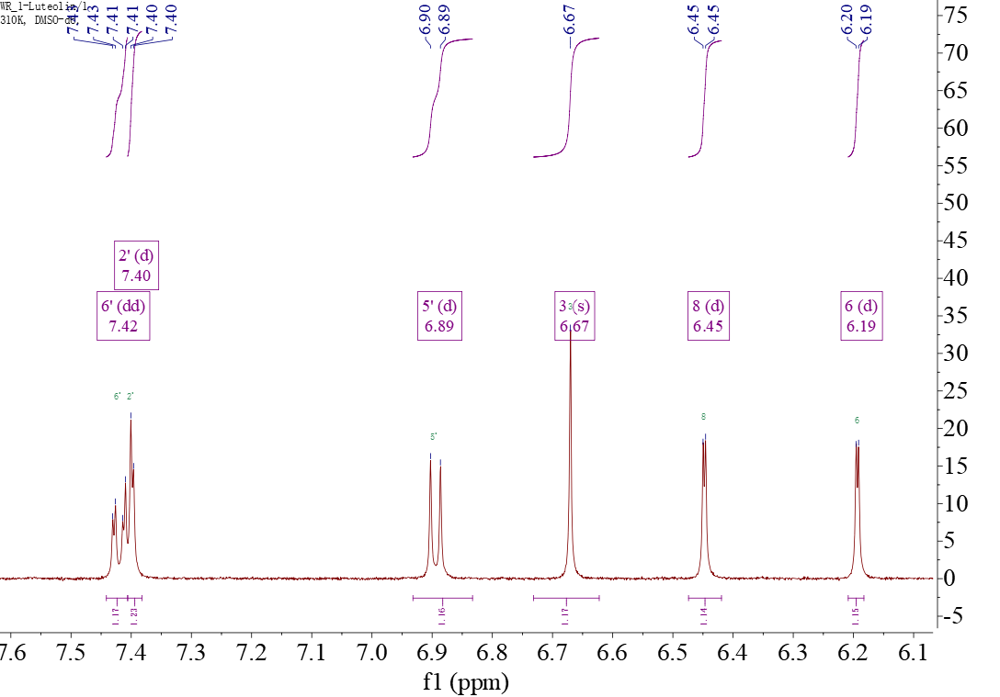 WR_1-Luteolin/1
310K, DMSO-d6,
7.43 7.43 7.41 7.41 7.40 7.40 6.90 6.89 6.67 6.45 6.45 6.20 6.19
75
70
65
60
55
50
45
40
35
30
25
20
15
10
5
0
-5
2' (d)
7.40
6' (dd)
7.42
5' (d)
6.89
3 (s)
6.67
8 (d)
6.45
6 (d)
6.19
6' 2' 5' 3 8 6
1.17 1.23 1.16 1.17 1.14 1.15
7.6 7.5 7.4 7.3 7.2 7.1 7.0 6.9 6.8 6.7 6.6 6.5 6.4 6.3 6.2 6.1
f1 (ppm)